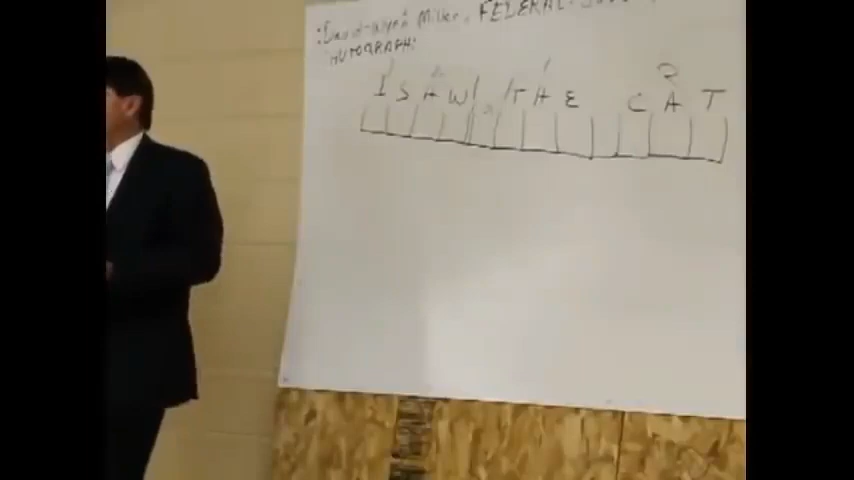 :David-Wynn Miller, FEDERAL-
AUTOGRAPH:
I SAW THE CAT